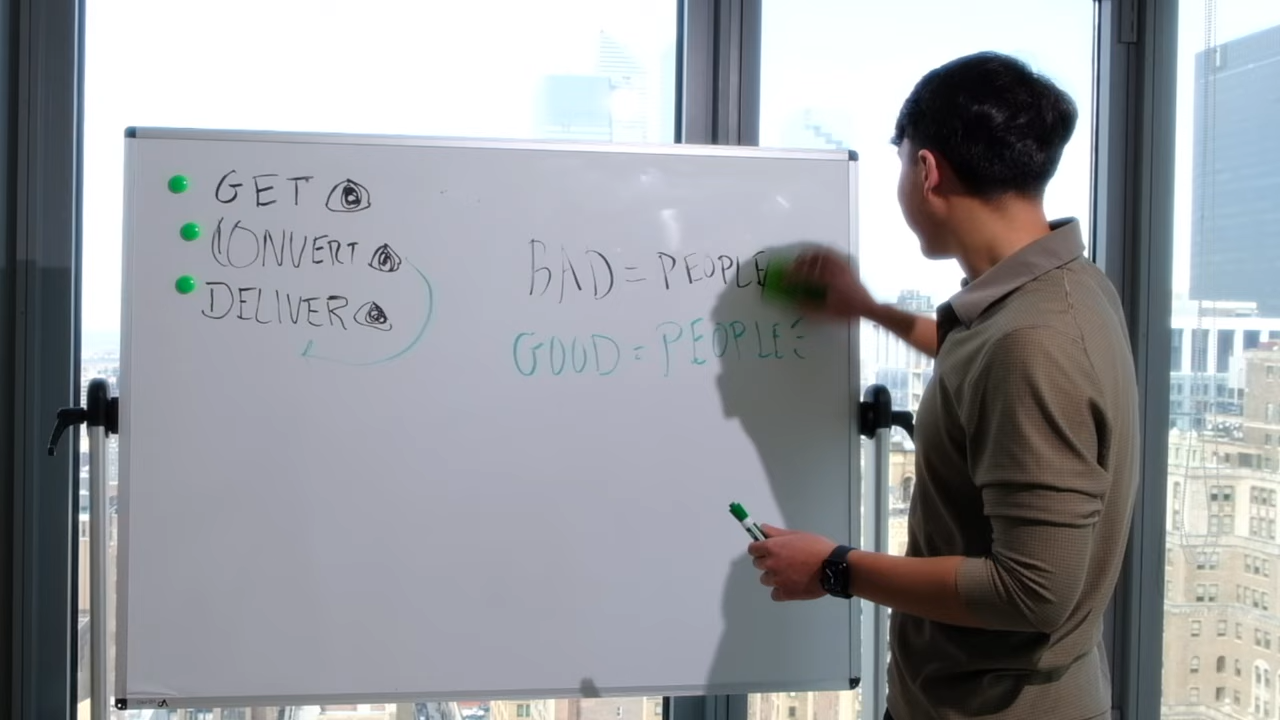 GET
CONVERT
DELIVER
BAD = PEOPLE
GOOD = PEOPLE